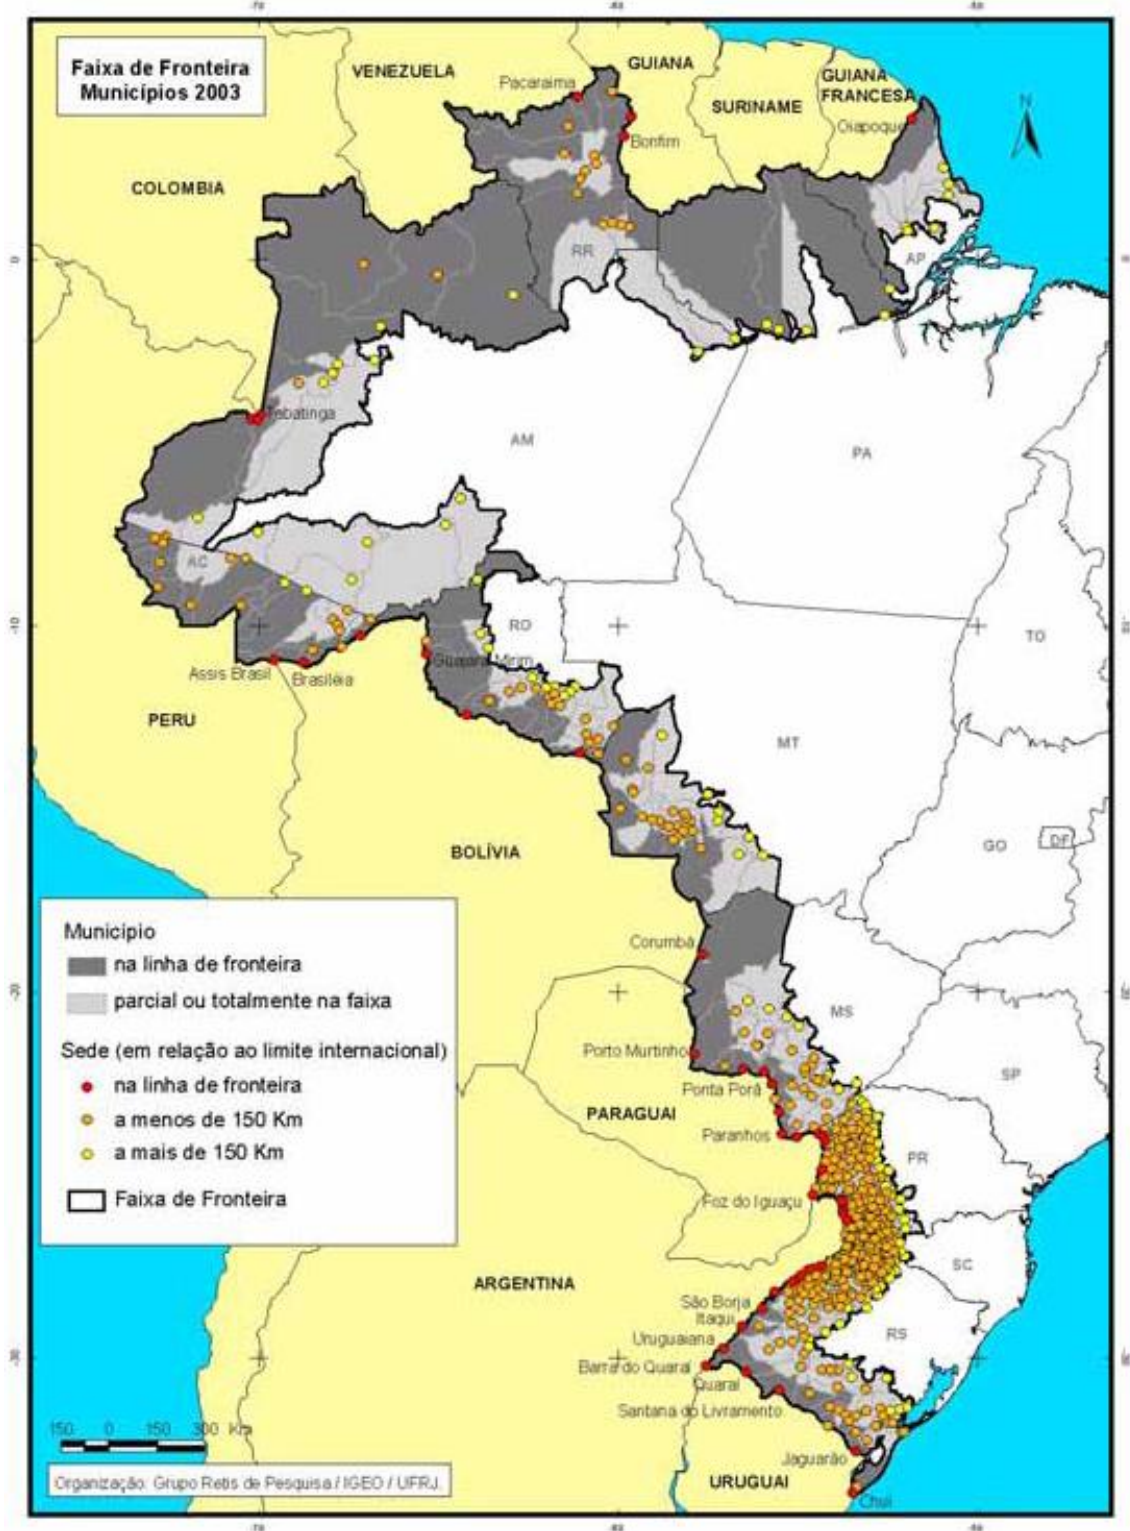 Faixa de Fronteira
Municípios 2003
VENEZUELA
GUIANA
SURINAME
GUIANA
FRANCESA
Pacaraima
Bonfim
Oiapoque
N
COLOMBIA
RR
AP
Tabatinga
AM
PA
AC
RO
TO
Guajará Mirim
Assis Brasil
Brasiléia
PERU
MT
BOLÍVIA
GO
DF
Corumbá
MS
Porto Murtinho
SP
Ponta Porã
PARAGUAI
Paranhos
PR
Foz do Iguaçu
SC
ARGENTINA
São Borja
Itaqui
RS
Uruguaiana
Barra do Quaraí
Quaraí
Santana do Livramento
Jaguarão
URUGUAI
Chuí
Município
na linha de fronteira
parcial ou totalmente na faixa
Sede (em relação ao limite internacional)
na linha de fronteira
a menos de 150 Km
a mais de 150 Km
Faixa de Fronteira
150 0 150 300 Km
Organização: Grupo Retis de Pesquisa / IGEO / UFRJ.